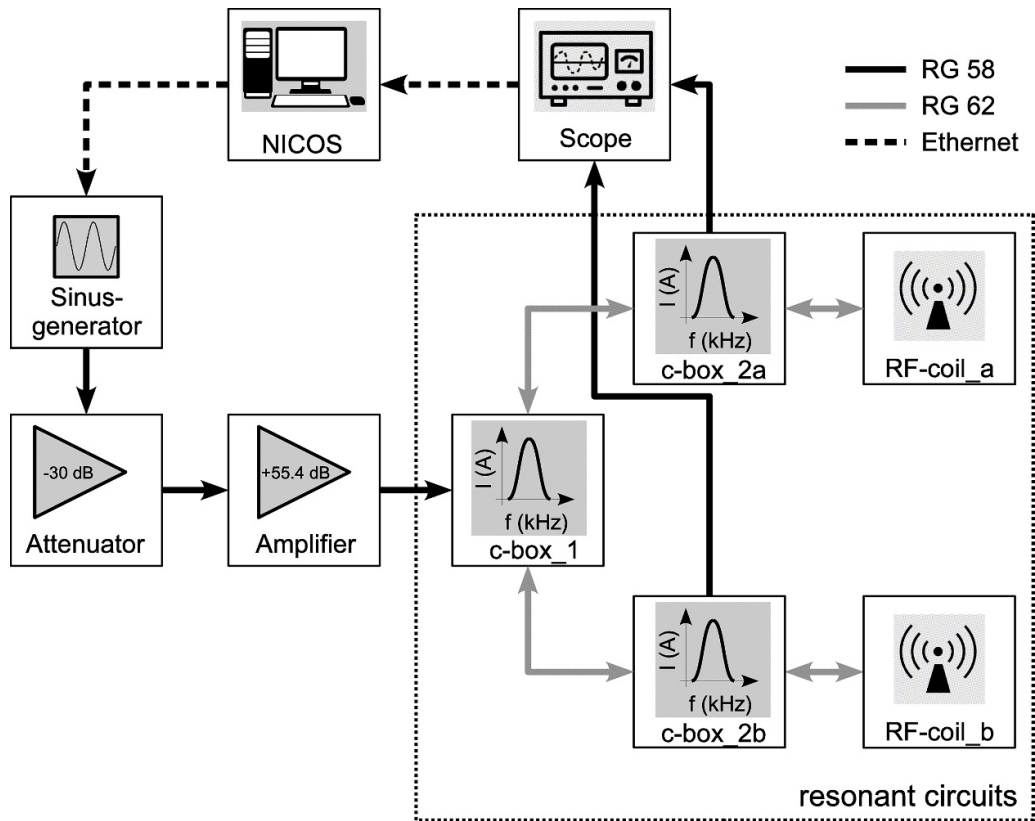 NICOS
Scope
RG 58
RG 62
Ethernet
Sinus-
generator
I (A)
f (kHz)
c-box_2a
RF-coil_a
-30 dB
Attenuator
+55.4 dB
Amplifier
I (A)
f (kHz)
c-box_1
I (A)
f (kHz)
c-box_2b
RF-coil_b
resonant circuits